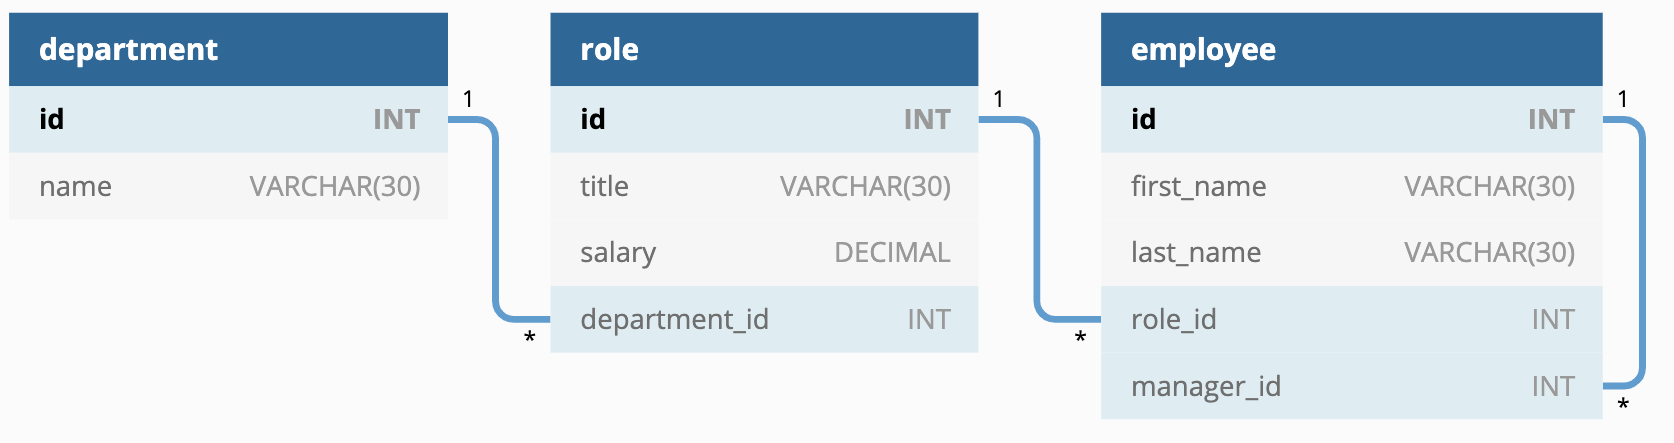 department
id INT
name VARCHAR(30)
1
*
role
id INT
title VARCHAR(30)
salary DECIMAL
department_id INT
1
*
employee
id INT
first_name VARCHAR(30)
last_name VARCHAR(30)
role_id INT
manager_id INT
1
*